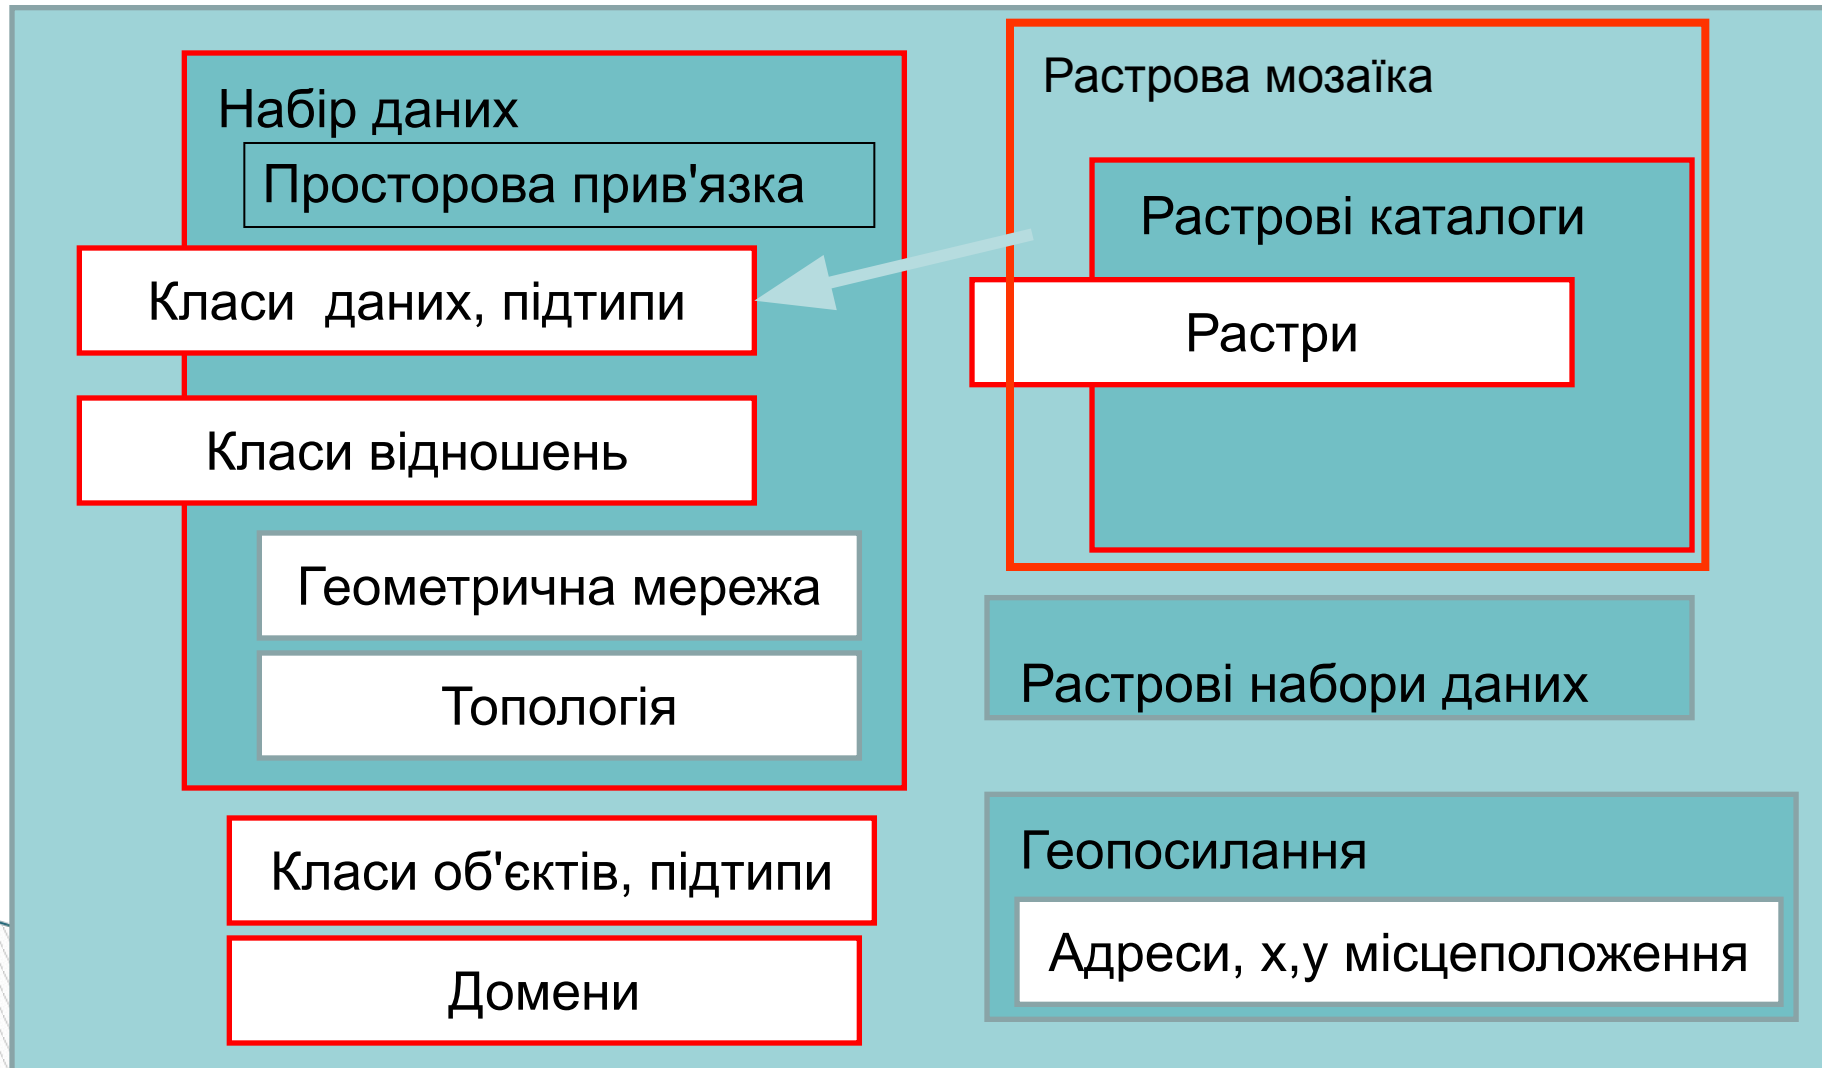 Набір даних
Просторова прив'язка
Класи  даних, підтипи
Класи відношень
Геометрична мережа
Топологія
Класи об'єктів, підтипи
Домени
Растрова мозаїка
Растрові каталоги
Растри
Растрові набори даних
Геопосилання
Адреси, х,у місцеположення